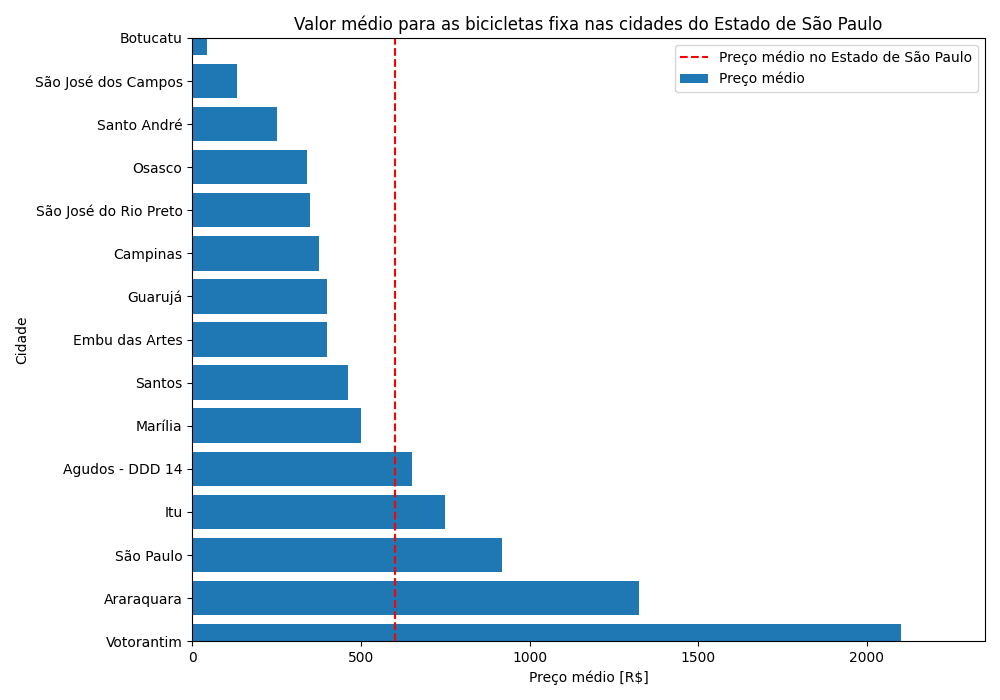 Valor médio para as bicicletas fixa nas cidades do Estado de São Paulo
Preço médio no Estado de São Paulo
Preço médio
Botucatu
São José dos Campos
Santo André
Osasco
São José do Rio Preto
Campinas
Guarujá
Embu das Artes
Santos
Marília
Agudos - DDD 14
Itu
São Paulo
Araraquara
Votorantim
Cidade
0 500 1000 1500 2000
Preço médio [R$]